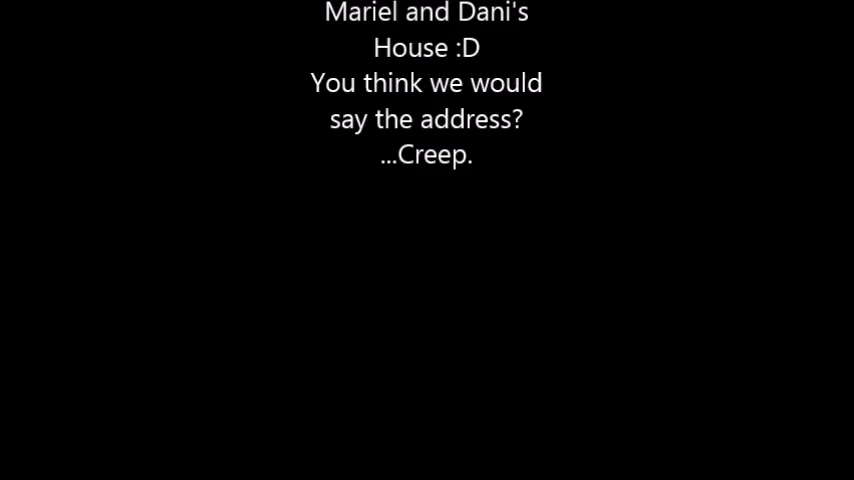 Mariel and Dani's
House :D
You think we would
say the address?
...Creep.